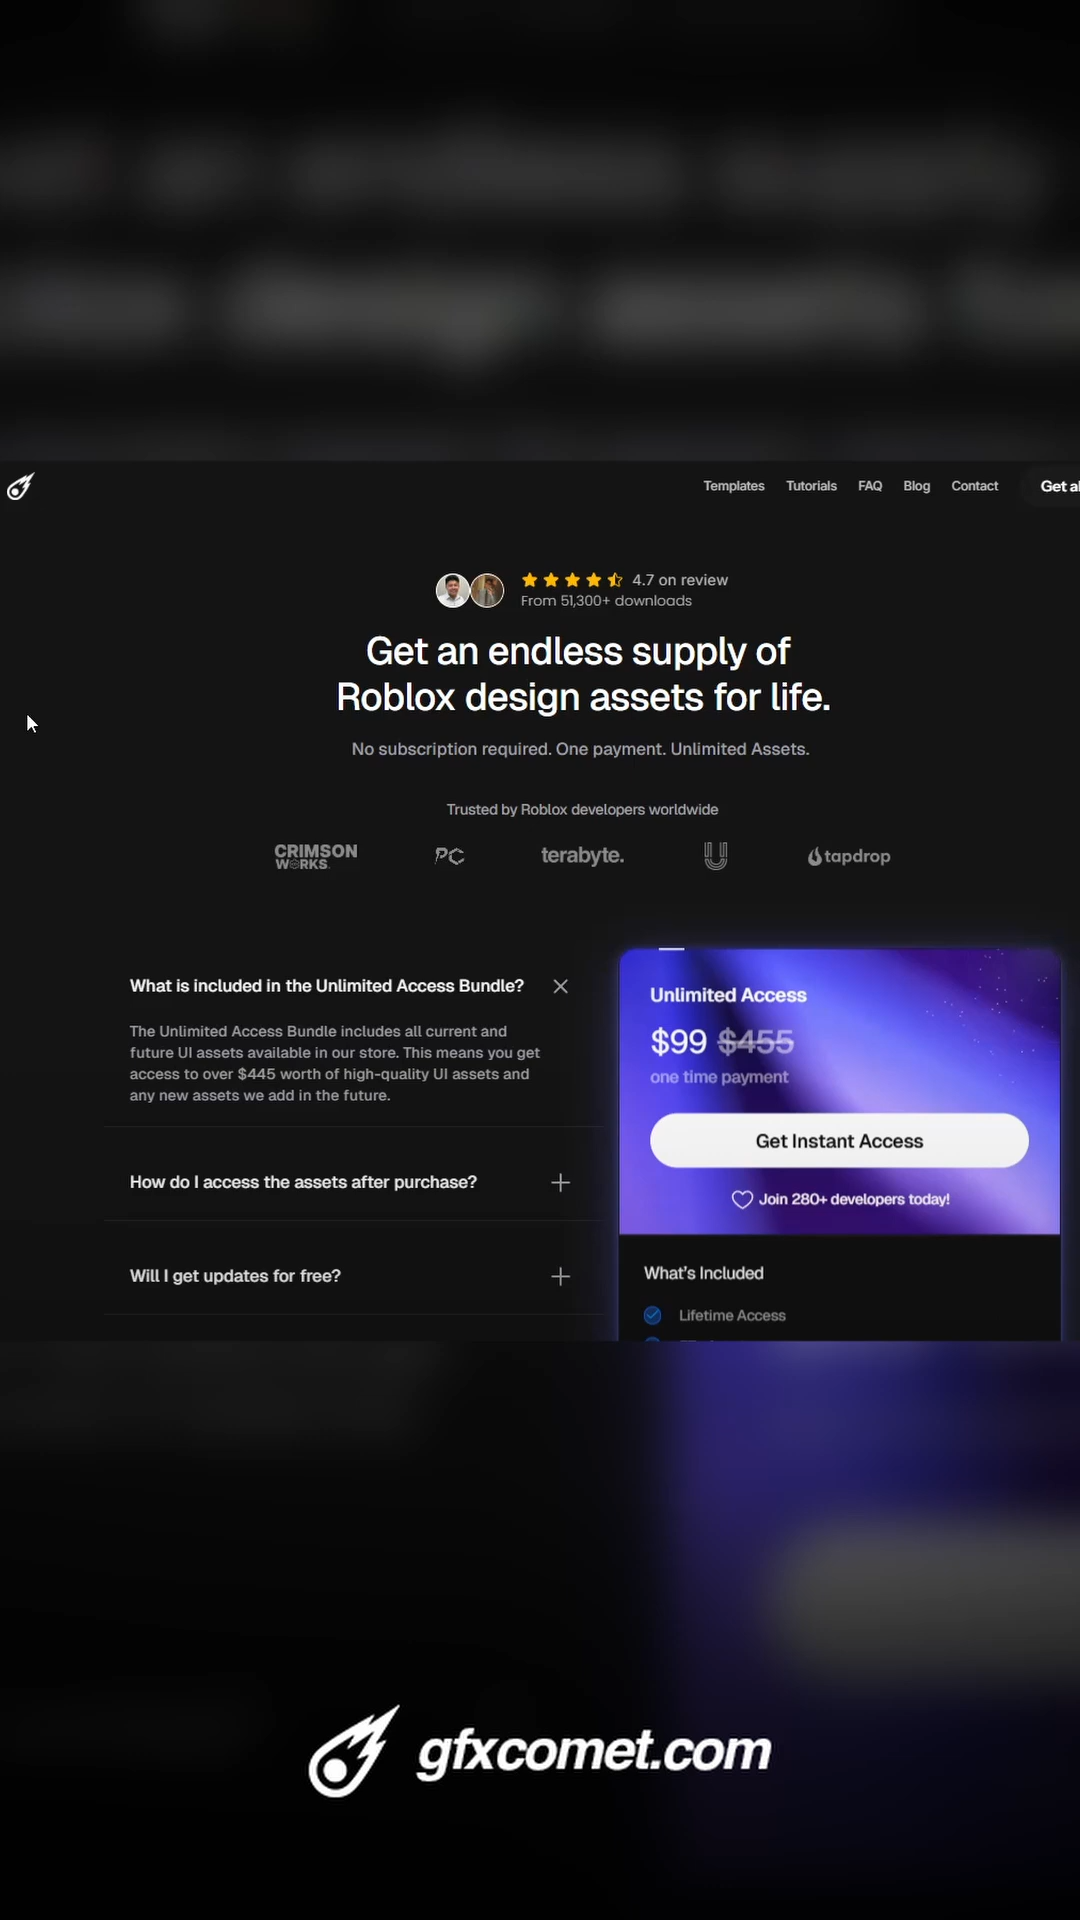 Templates Tutorials FAQ Blog Contact Get al
4.7 on review
From 51,300+ downloads
Get an endless supply of
Roblox design assets for life.
No subscription required. One payment. Unlimited Assets.
Trusted by Roblox developers worldwide
CRIMSON
WORKS.
PC
terabyte.
U
tapdrop
What is included in the Unlimited Access Bundle?
The Unlimited Access Bundle includes all current and
future UI assets available in our store. This means you get
access to over $445 worth of high-quality UI assets and
any new assets we add in the future.
How do I access the assets after purchase?
Will I get updates for free?
Unlimited Access
$99 $455
one time payment
Get Instant Access
Join 280+ developers today!
What's Included
Lifetime Access
gfxcomet.com